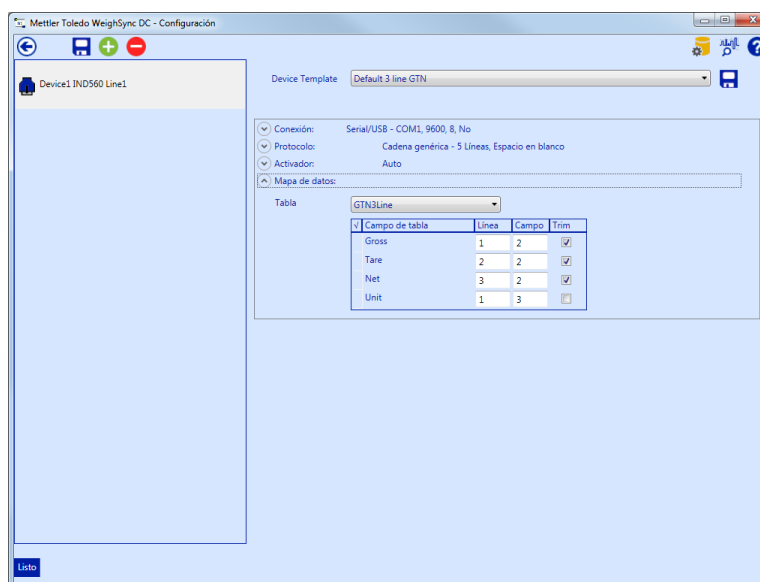 Mettler Toledo WeighSync DC - Configuración
Device1 IND560 Line1
Device Template Default 3 line GTN
Conexión: Serial/USB - COM1, 9600, 8, No
Protocolo: Cadena genérica - 5 Líneas, Espacio en blanco
Activador: Auto
Mapa de datos:
Tabla GTN3Line
√ Campo de tabla Línea Campo Trim
Gross 1 2
Tare 2 2
Net 3 2
Unit 1 3
Listo